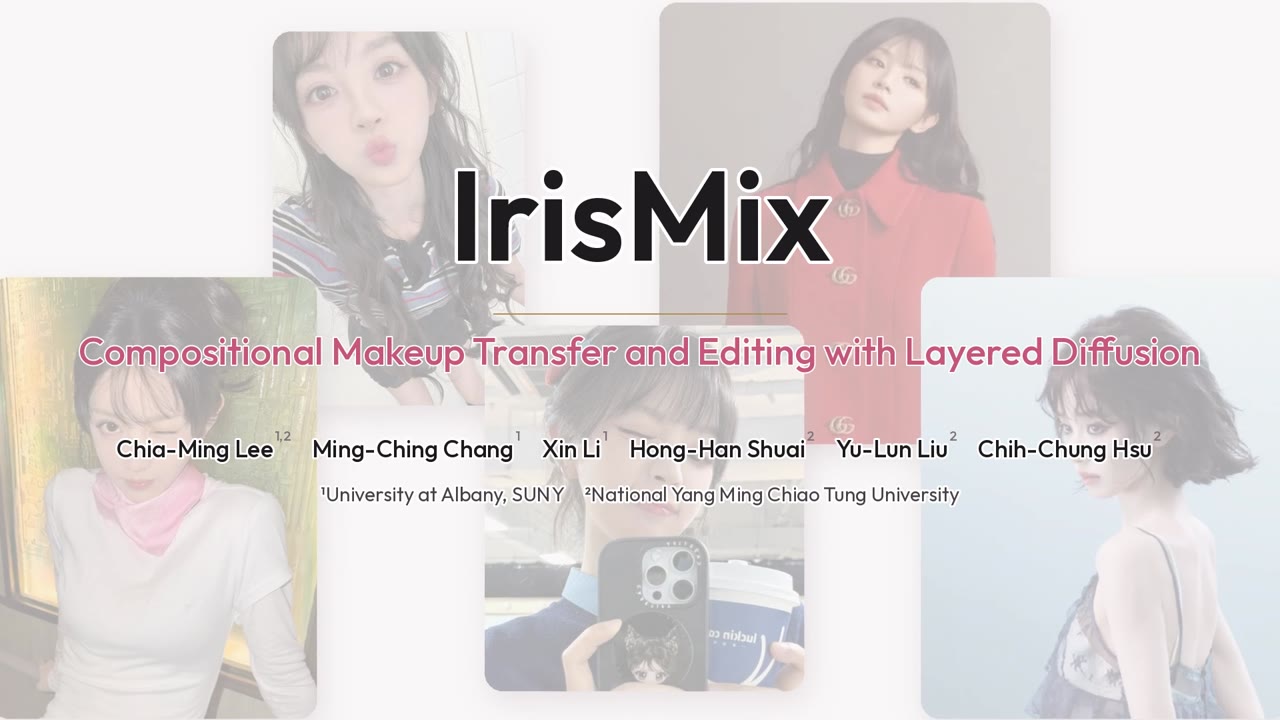 IrisMix
Compositional Makeup Transfer and Editing with Layered Diffusion
Chia-Ming Lee1,2 Ming-Ching Chang1 Xin Li1 Hong-Han Shuai2 Yu-Lun Liu2 Chih-Chung Hsu2
¹University at Albany, SUNY ²National Yang Ming Chiao Tung University
luckin